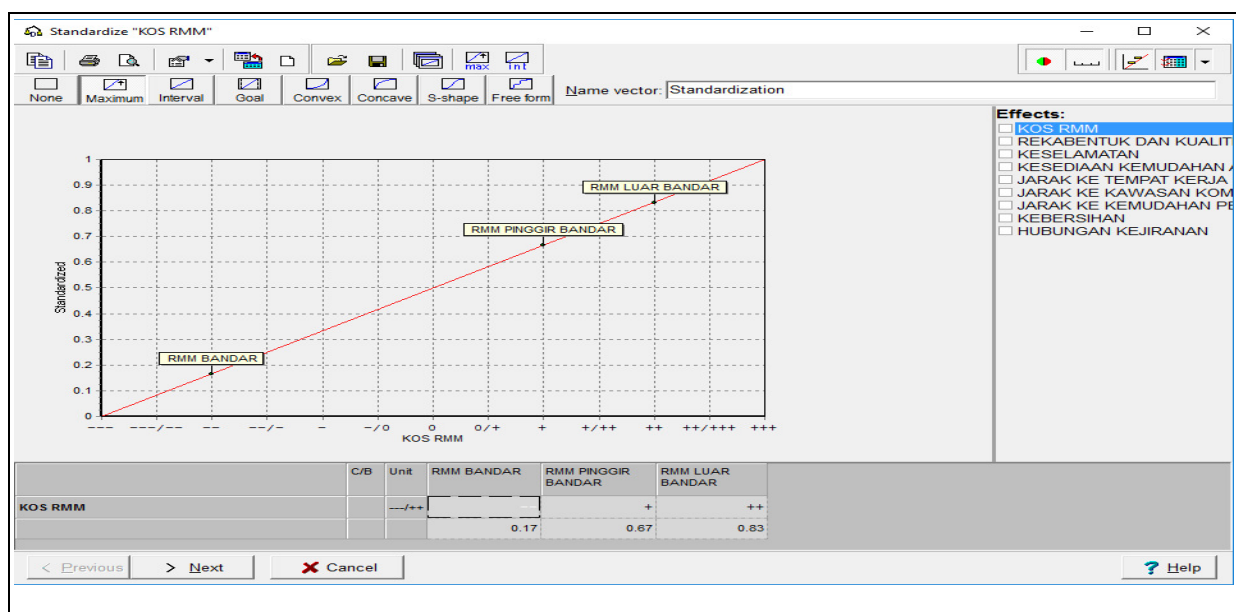 Standardize "KOS RMM"
max int
None Maximum Interval Goal Convex Concave S-shape Free form Name vector: Standardization
Effects:
KOS RMM
REKABENTUK DAN KUALIT
KESELAMATAN
KESEDIAAN KEMUDAHAN
JARAK KE TEMPAT KERJA
JARAK KE KAWASAN KOM
JARAK KE KEMUDAHAN PE
KEBERSIHAN
HUBUNGAN KEJIRANAN
1
0.9
RMM LUAR BANDAR
0.8
0.7
RMM PINGGIR BANDAR
0.6
0.5
0.4
0.3
0.2
RMM BANDAR
0.1
0
Standardized
--- ---/-- -- --/- - -/0 0 0/+ + +/++ ++ ++/+++ +++
KOS RMM
C/B Unit RMM BANDAR RMM PINGGIR BANDAR RMM LUAR BANDAR
KOS RMM ---/++ -- + ++
0.17 0.67 0.83
< Previous > Next Cancel ? Help